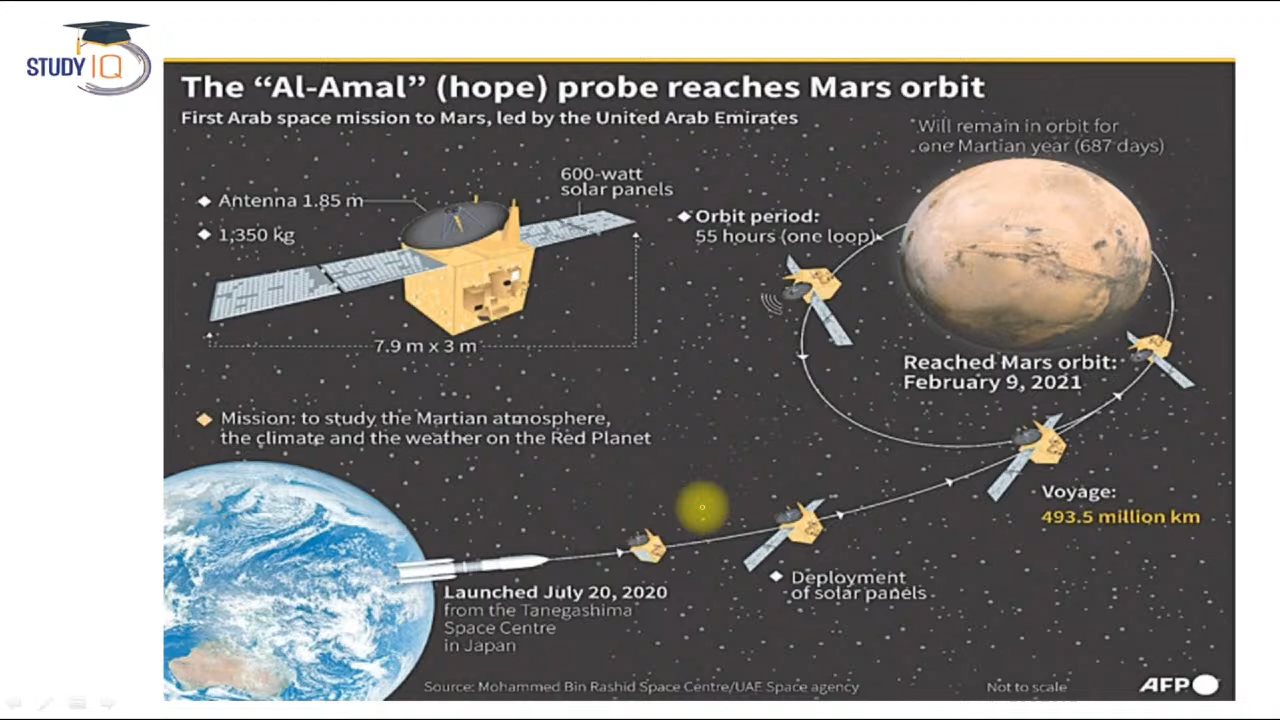 STUDY IQ
The “Al-Amal” (hope) probe reaches Mars orbit
First Arab space mission to Mars, led by the United Arab Emirates
Will remain in orbit for
one Martian year (687 days)
600-watt
solar panels
Antenna 1.85 m
1,350 kg
Orbit period:
55 hours (one loop)
7.9 m x 3 m
Reached Mars orbit:
February 9, 2021
Mission: to study the Martian atmosphere,
the climate and the weather on the Red Planet
Voyage:
493.5 million km
Deployment
of solar panels
Launched July 20, 2020
from the Tanegashima
Space Centre
in Japan
Source: Mohammed Bin Rashid Space Centre/UAE Space agency
Not to scale
AFP